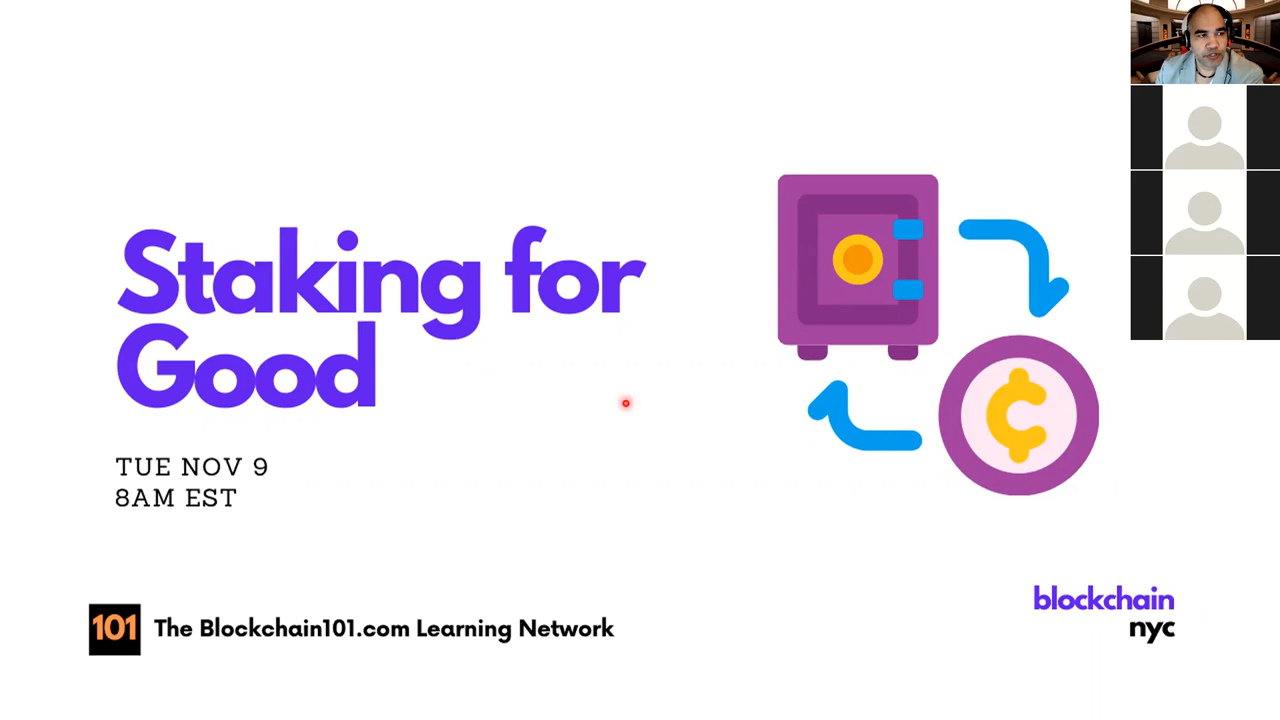 Staking for
Good
TUE NOV 9
8AM EST
101 The Blockchain101.com Learning Network
blockchain
nyc